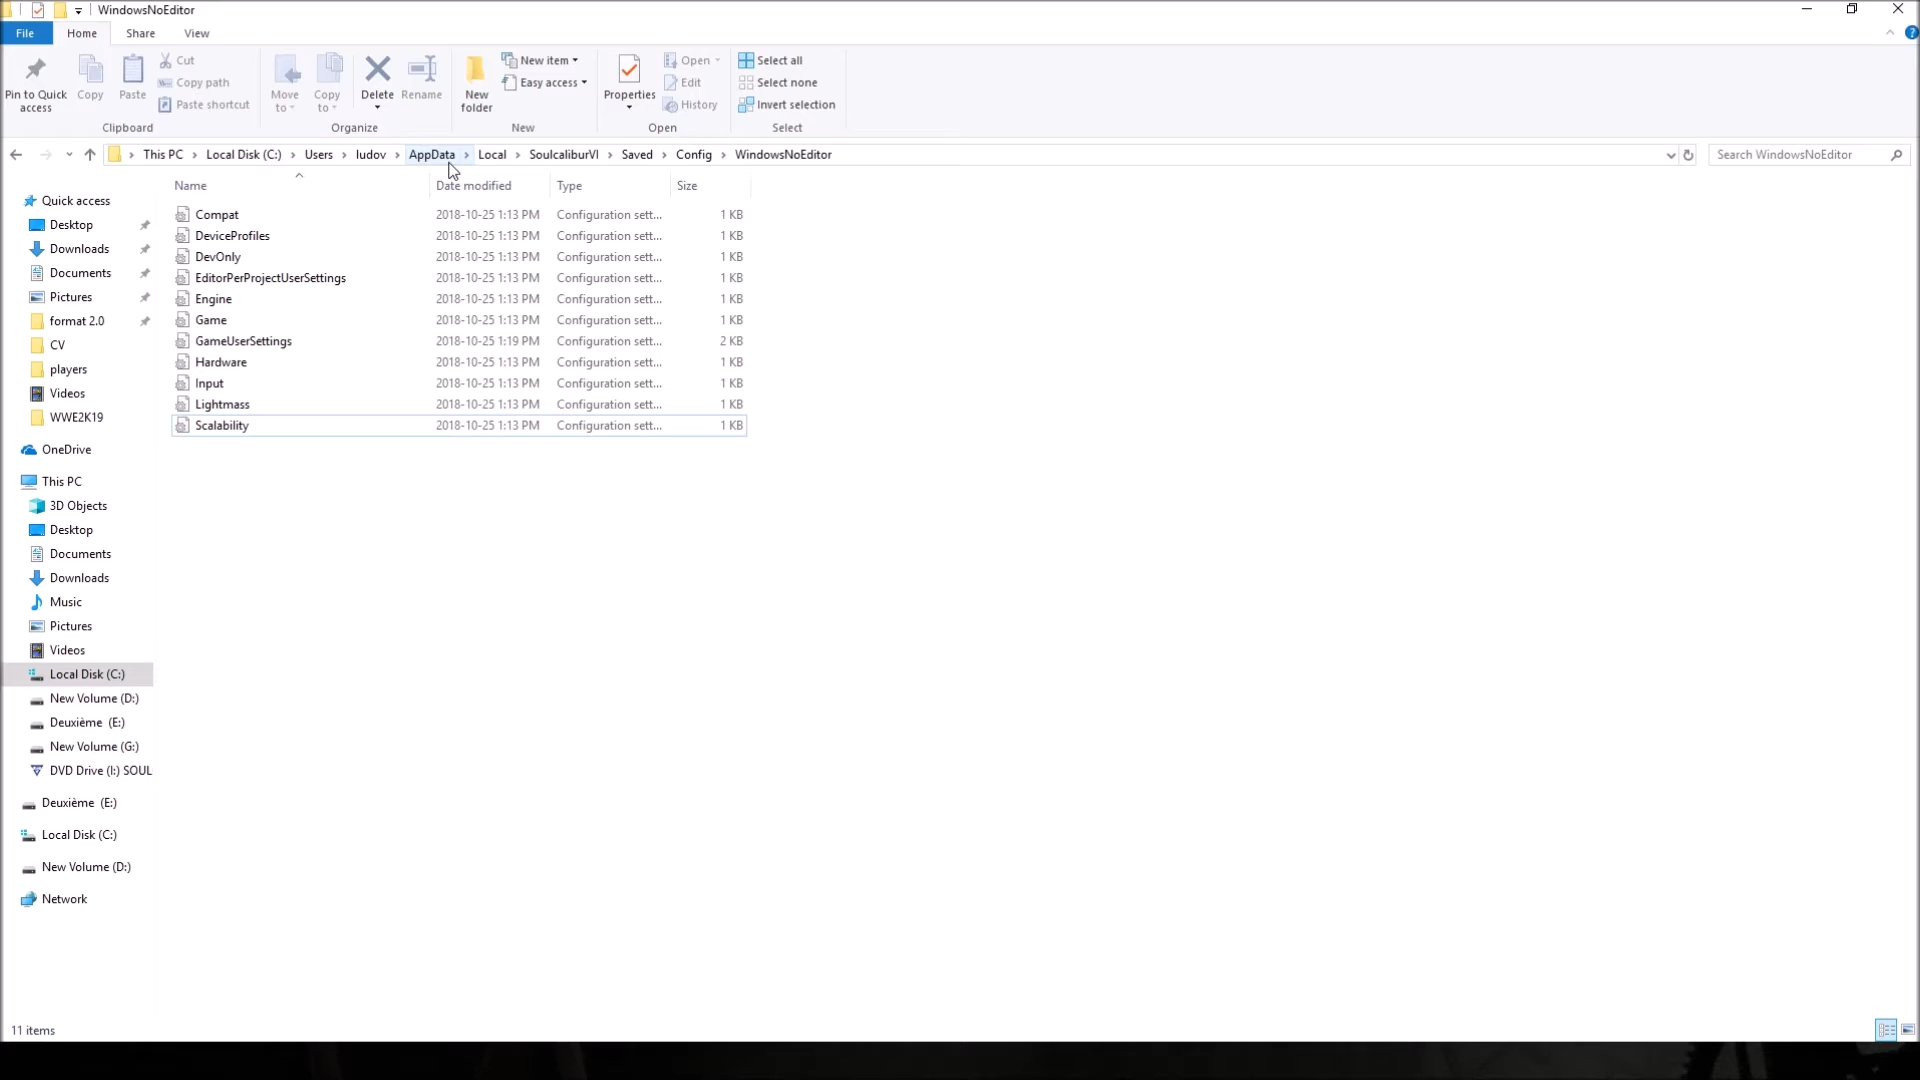 WindowsNoEditor
File Home Share View
Pin to Quick access
Copy
Paste
Cut
Copy path
Paste shortcut
Clipboard
Move to
Copy to
Delete
Rename
Organize
New folder
New item
Easy access
New
Properties
Open
Edit
History
Open
Select all
Select none
Invert selection
Select
This PC Local Disk (C:) Users ludov AppData Local SoulcaliburVI Saved Config WindowsNoEditor
Search WindowsNoEditor
Name Date modified Type Size
Compat 2018-10-25 1:13 PM Configuration sett... 1 KB
DeviceProfiles 2018-10-25 1:13 PM Configuration sett... 1 KB
DevOnly 2018-10-25 1:13 PM Configuration sett... 1 KB
EditorPerProjectUserSettings 2018-10-25 1:13 PM Configuration sett... 1 KB
Engine 2018-10-25 1:13 PM Configuration sett... 1 KB
Game 2018-10-25 1:13 PM Configuration sett... 1 KB
GameUserSettings 2018-10-25 1:19 PM Configuration sett... 2 KB
Hardware 2018-10-25 1:13 PM Configuration sett... 1 KB
Input 2018-10-25 1:13 PM Configuration sett... 1 KB
Lightmass 2018-10-25 1:13 PM Configuration sett... 1 KB
Scalability 2018-10-25 1:13 PM Configuration sett... 1 KB
Quick access
Desktop
Downloads
Documents
Pictures
format 2.0
CV
players
Videos
WWE2K19
OneDrive
This PC
3D Objects
Desktop
Documents
Downloads
Music
Pictures
Videos
Local Disk (C:)
New Volume (D:)
Deuxième (E:)
New Volume (G:)
DVD Drive (I:) SOUL
Deuxième (E:)
Local Disk (C:)
New Volume (D:)
Network
11 items